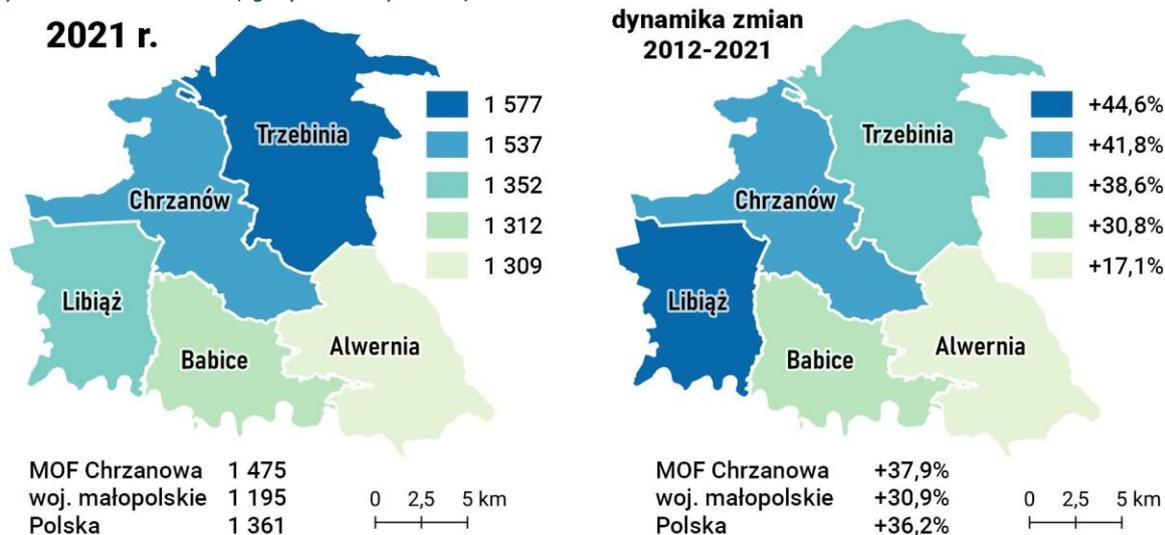 2021 r.
1 577
1 537
1 352
1 312
1 309
Trzebinia
Chrzanów
Libiąż
Babice
Alwernia
MOF Chrzanowa 1 475
woj. małopolskie 1 195
Polska 1 361
0 2,5 5 km
dynamika zmian
2012-2021
+44,6%
+41,8%
+38,6%
+30,8%
+17,1%
Trzebinia
Chrzanów
Libiąż
Babice
Alwernia
MOF Chrzanowa +37,9%
woj. małopolskie +30,9%
Polska +36,2%
0 2,5 5 km